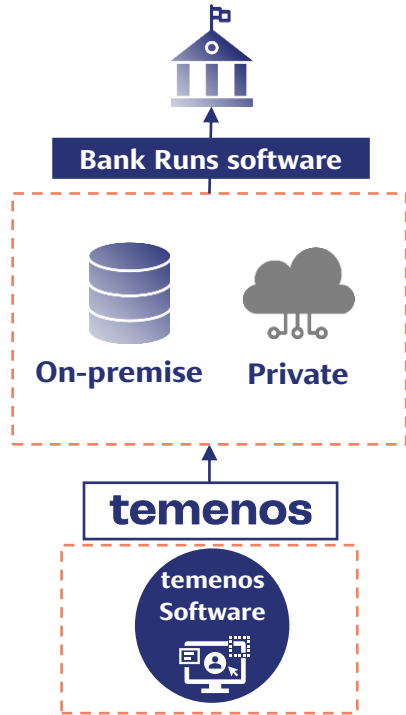 Bank Runs software
On-premise
Private
temenos
temenos
Software